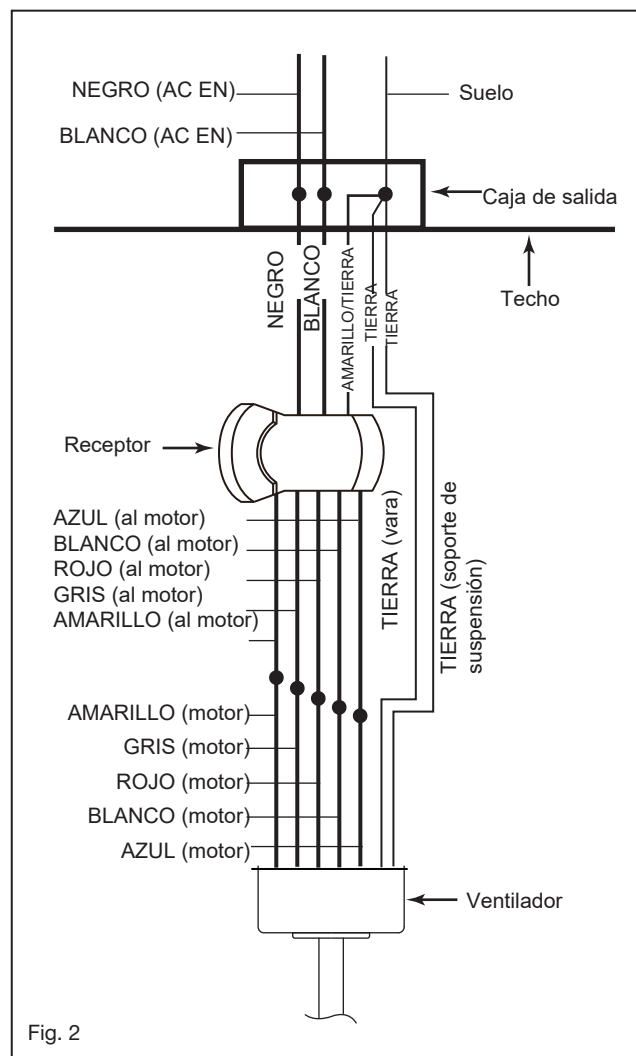 NEGRO (AC EN)
Suelo
BLANCO (AC EN)
Caja de salida
NEGRO
BLANCO
AMARILLO/TIERRA
TIERRA
TIERRA
Techo
Receptor
AZUL (al motor)
BLANCO (al motor)
ROJO (al motor)
GRIS (al motor)
AMARILLO (al motor)
TIERRA (vara)
TIERRA (soporte de
suspensión)
AMARILLO (motor)
GRIS (motor)
ROJO (motor)
BLANCO (motor)
AZUL (motor)
Ventilador
Fig. 2